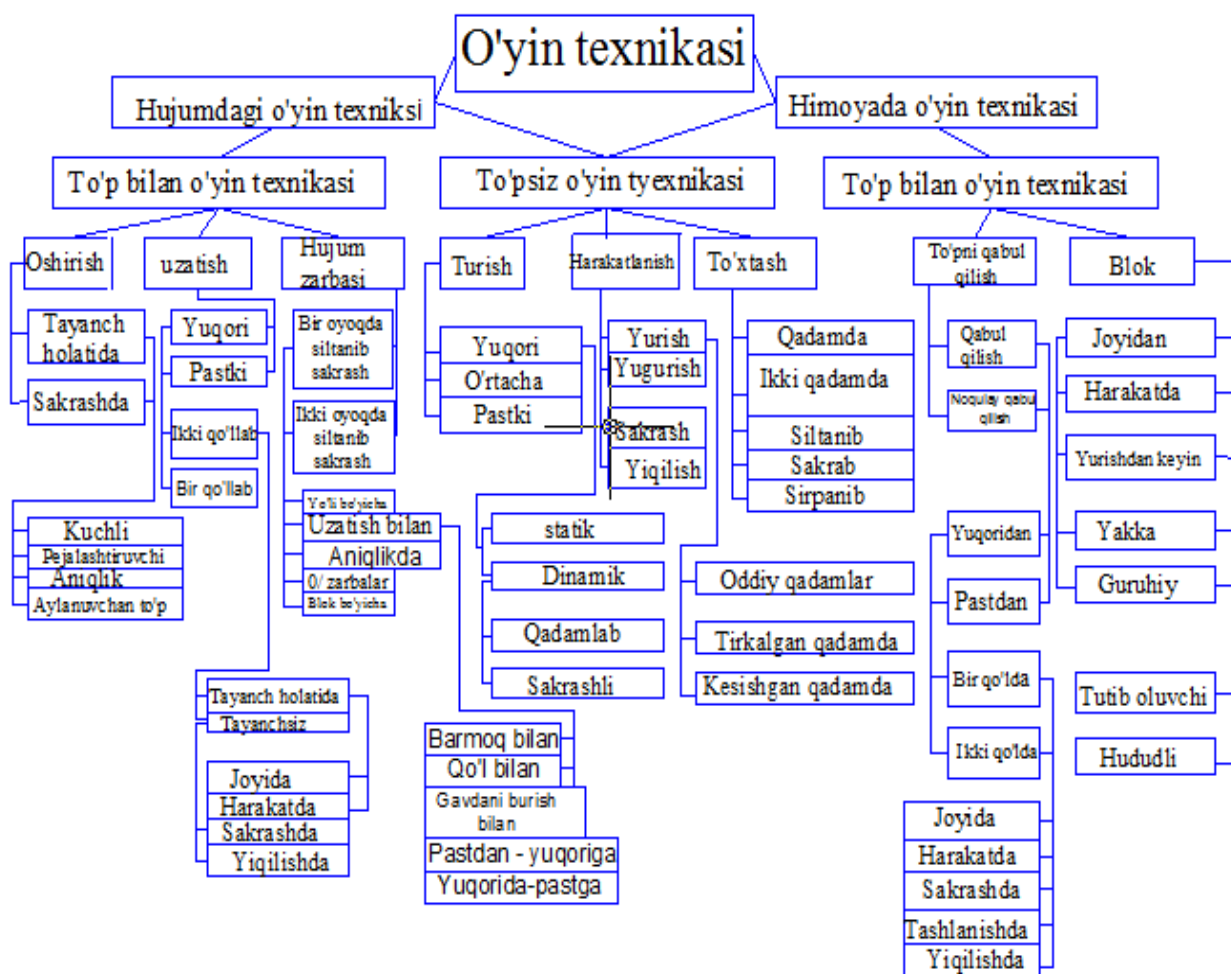 O'yin texnikasi
Hujumdagi o'yin texniksi
Himoyada o'yin texnikasi
To'p bilan o'yin texnikasi
To'psiz o'yin tyexnikasi
To'p bilan o'yin texnikasi
Oshirish
uzatish
Hujum
zarbasi
Turish
Harakatlanish
To'xtash
To'pni qabul
qilish
Blok
Tayanch
holatida
Sakrashda
Yuqori
Pastki
Ikki qo'llab
Bir qo'llab
Bir oyoqda
siltanib
sakrash
Ikki oyoqda
siltanib
sakrash
Yuqori
O'rtacha
Pastki
Yurish
Yugurish
Sakrash
Yiqilish
Qadamda
Ikki qadamda
Siltanib
Sakrab
Sirpanib
Qabul
qilish
Noqulay qabu
qilish
Joyidan
Harakatda
Yurishdan keyin
Yakka
Guruhiy
Kuchli
Pejalashtiruvchi
Aniqlik
Aylanuvchan to'p
Yo'li bo'yicha
Uzatish bilan
Aniqlikda
0/ zarbalar
Blok bo'yicha
statik
Dinamik
Qadamlab
Sakrashli
Oddiy qadamlar
Tirkalgan qadamda
Kesishgan qadamda
Yuqoridan
Pastdan
Bir qo'lda
Ikki qo'lda
Tutib oluvchi
Hududli
Tayanch holatida
Tayanchsiz
Joyida
Harakatda
Sakrashda
Yiqilishda
Barmoq bilan
Qo'l bilan
Gavdani burish
bilan
Pastdan - yuqoriga
Yuqorida-pastga
Joyida
Harakatda
Sakrashda
Tashlanishda
Yiqilishda